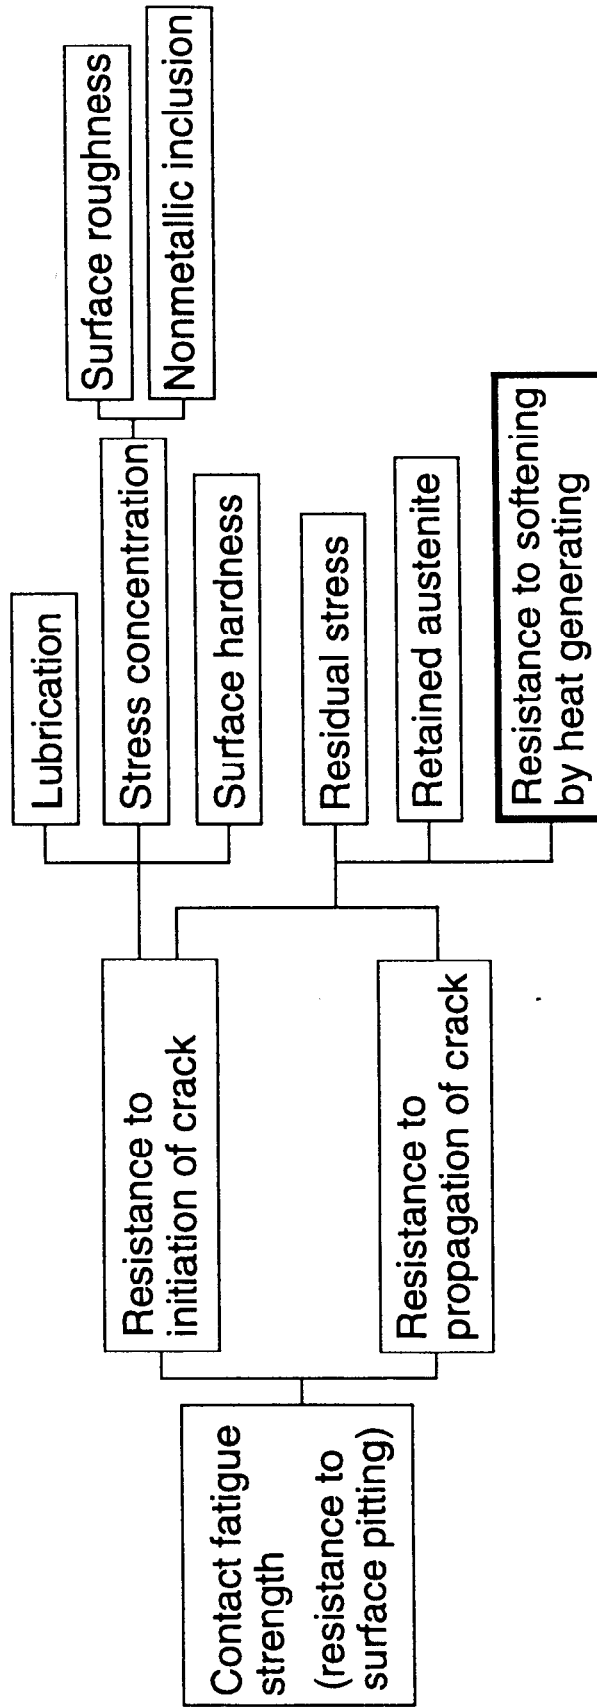 Contact fatigue
strength
(resistance to
surface pitting)
Resistance to
initiation of crack
Resistance to
propagation of crack
Lubrication
Stress concentration
Surface hardness
Surface roughness
Nonmetallic inclusion
Residual stress
Retained austenite
Resistance to softening
by heat generating